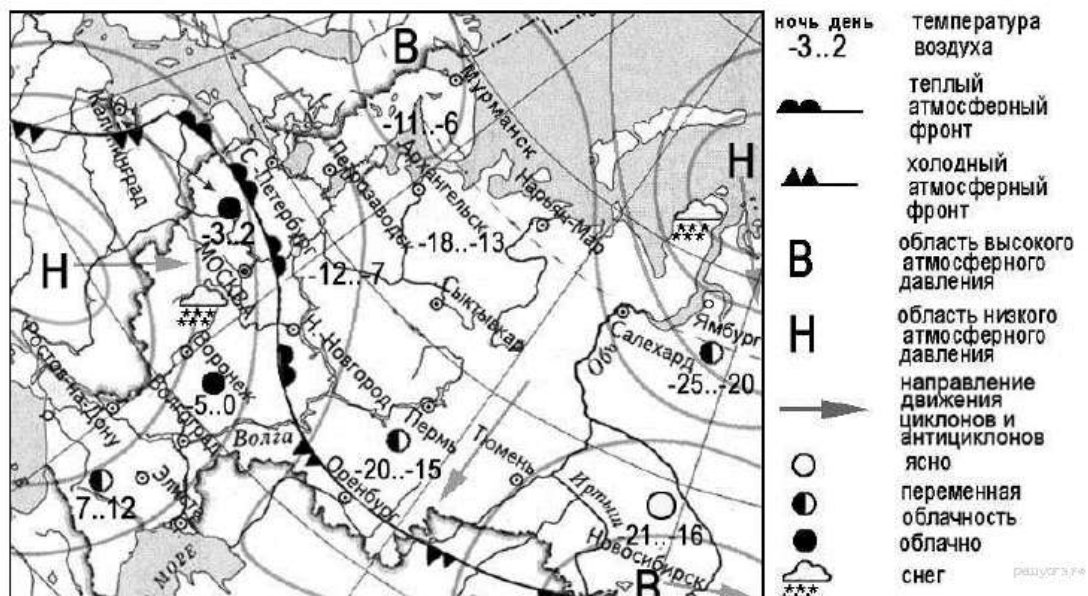 В
Н
Н
В
Калининград
С.-Петербург
Мурманск
Петрозаводск
Архангельск
Нарьян-Мар
-11..-6
-18..-13
-3..2
МОСКВА
-12..-7
Сыктывкар
Н. Новгород
Салехард
Ямбург
Обь
-25..-20
Ростов-на-Дону
Воронеж
-5..0
Волгоград
Волга
Пермь
Тюмень
-20..-15
Оренбург
Иртыш
7..12
Элиста
21..-16
Новосибирск
МОРЕ
ночь день
-3..2
температура
воздуха
теплый
атмосферный
фронт
холодный
атмосферный
фронт
В
область высокого
атмосферного
давления
Н
область низкого
атмосферного
давления
направление
движения
циклонов и
антициклонов
ясно
переменная
облачность
облачно
снег